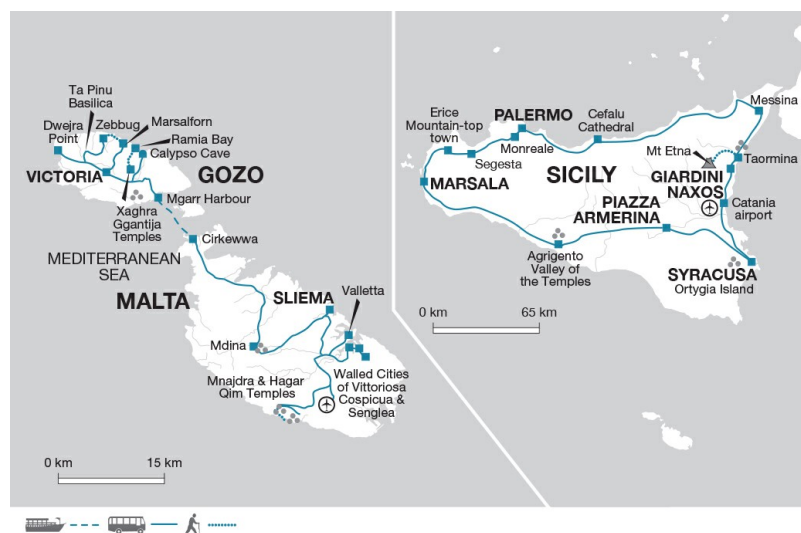 Ta Pinu
Basilica
Dwejra
Point
Zebbug
Marsalforn
Ramia Bay
Calypso Cave
VICTORIA
GOZO
Xaghra
Ggantija
Temples
Mgarr Harbour
Cirkewwa
MEDITERRANEAN
SEA
MALTA
SLIEMA
Valletta
Mdina
Mnajdra & Hagar
Qim Temples
Walled Cities
of Vittoriosa
Cospicua &
Senglea
0 km
15 km
Erice
Mountain-top
town
PALERMO
Monreale
Segesta
Cefalu
Cathedral
Messina
Mt Etna
Taormina
MARSALA
SICILY
GIARDINI
NAXOS
PIAZZA
ARMERINA
Catania
airport
Agrigento
Valley of
the Temples
SYRACUSA
Ortygia Island
0 km
65 km